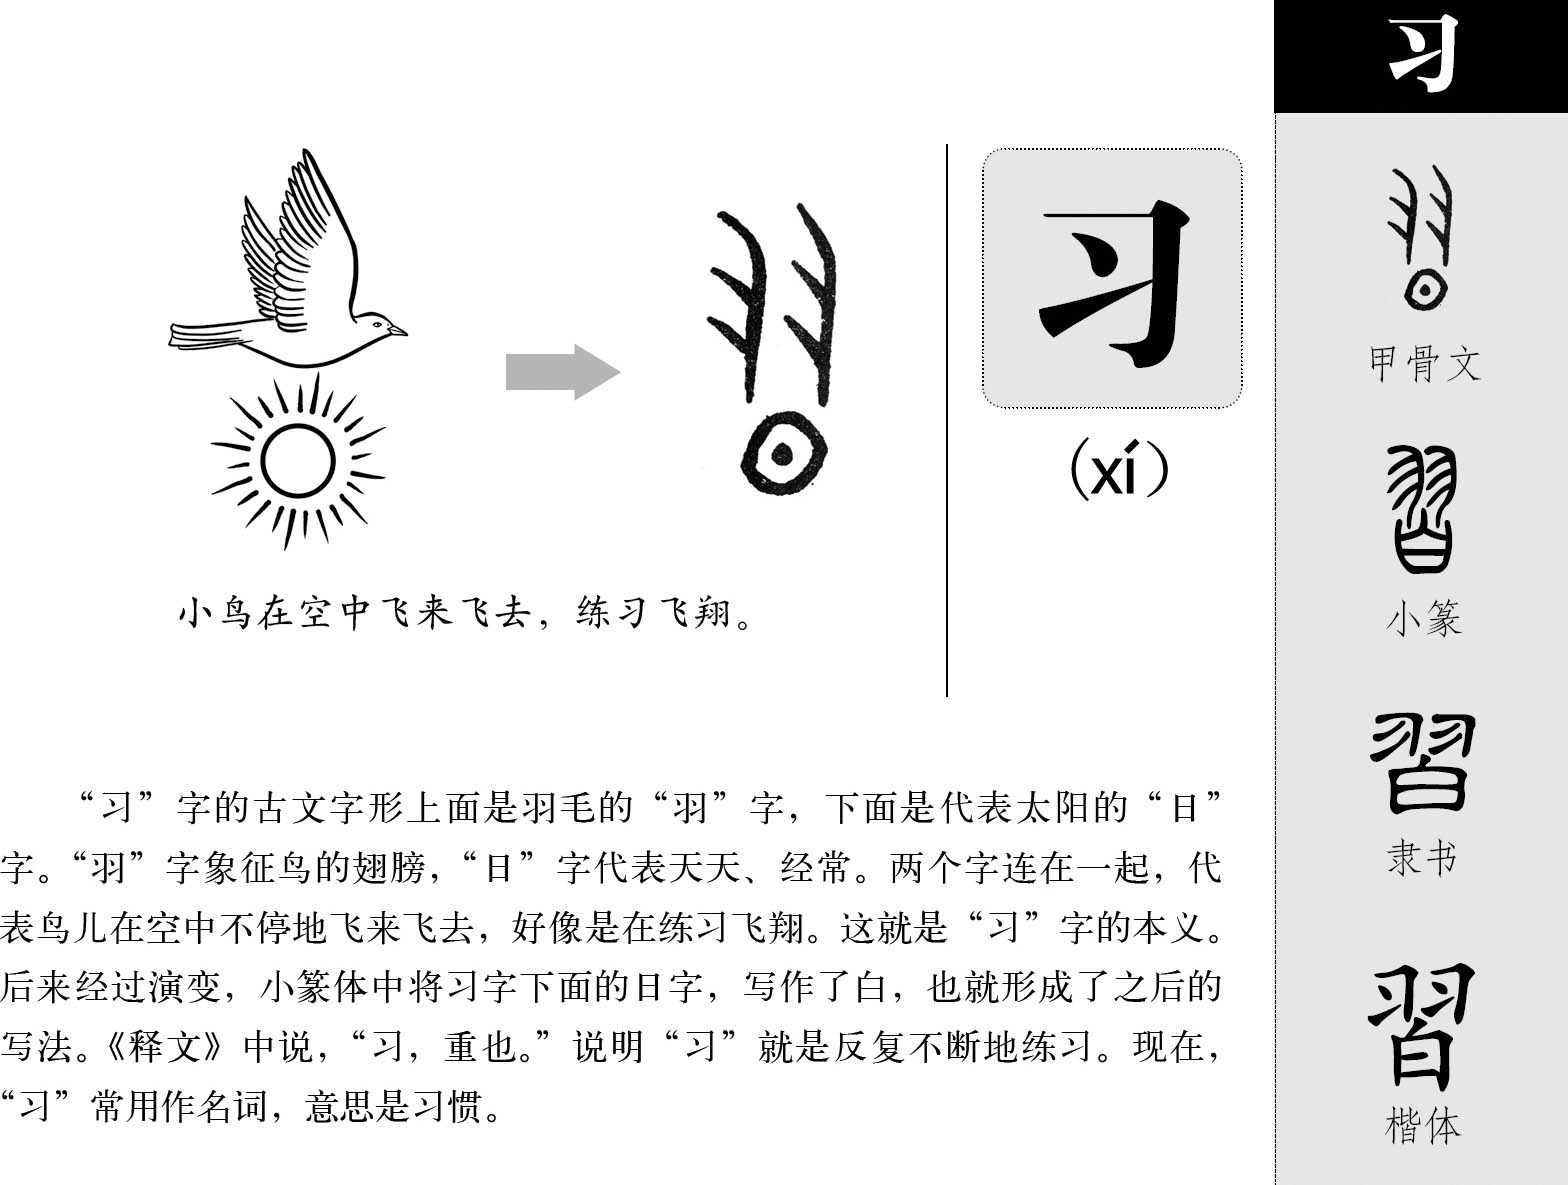 习
(xí)
小鸟在空中飞来飞去，练习飞翔。
“习”字的古文字形上面是羽毛的“羽”字，下面是代表太阳的“日”
字。“羽”字象征鸟的翅膀，“日”字代表天天、经常。两个字连在一起，代
表鸟儿在空中不停地飞来飞去，好像是在练习飞翔。这就是“习”字的本义。
后来经过演变，小篆体中将习字下面的日字，写作了白，也就形成了之后的
写法。《释文》中说，“习，重也。”说明“习”就是反复不断地练习。现在，
“习”常用作名词，意思是习惯。
习
甲骨文
習
小篆
習
隶书
習
楷体